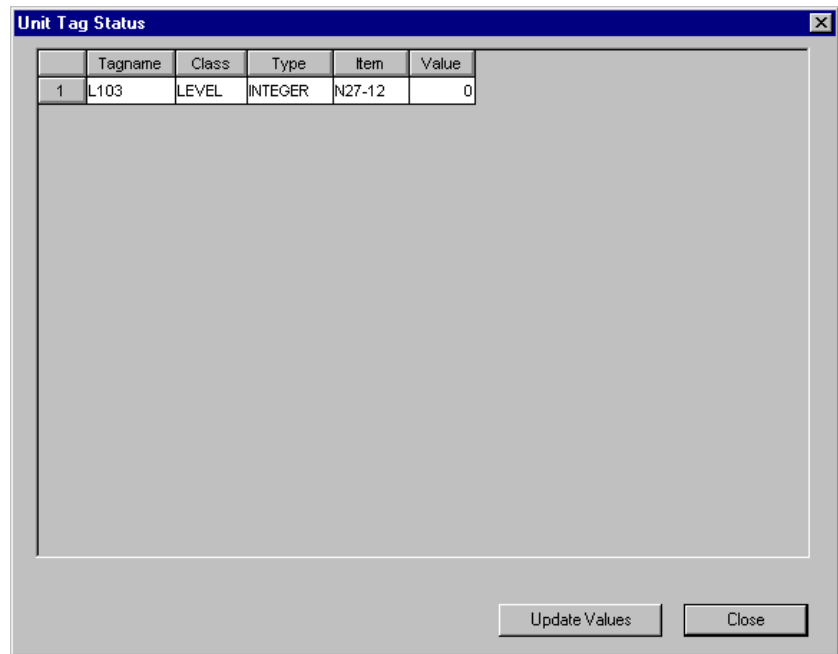 Unit Tag Status
Tagname Class Type Item Value
1 L103 LEVEL INTEGER N27-12 0
Update Values Close